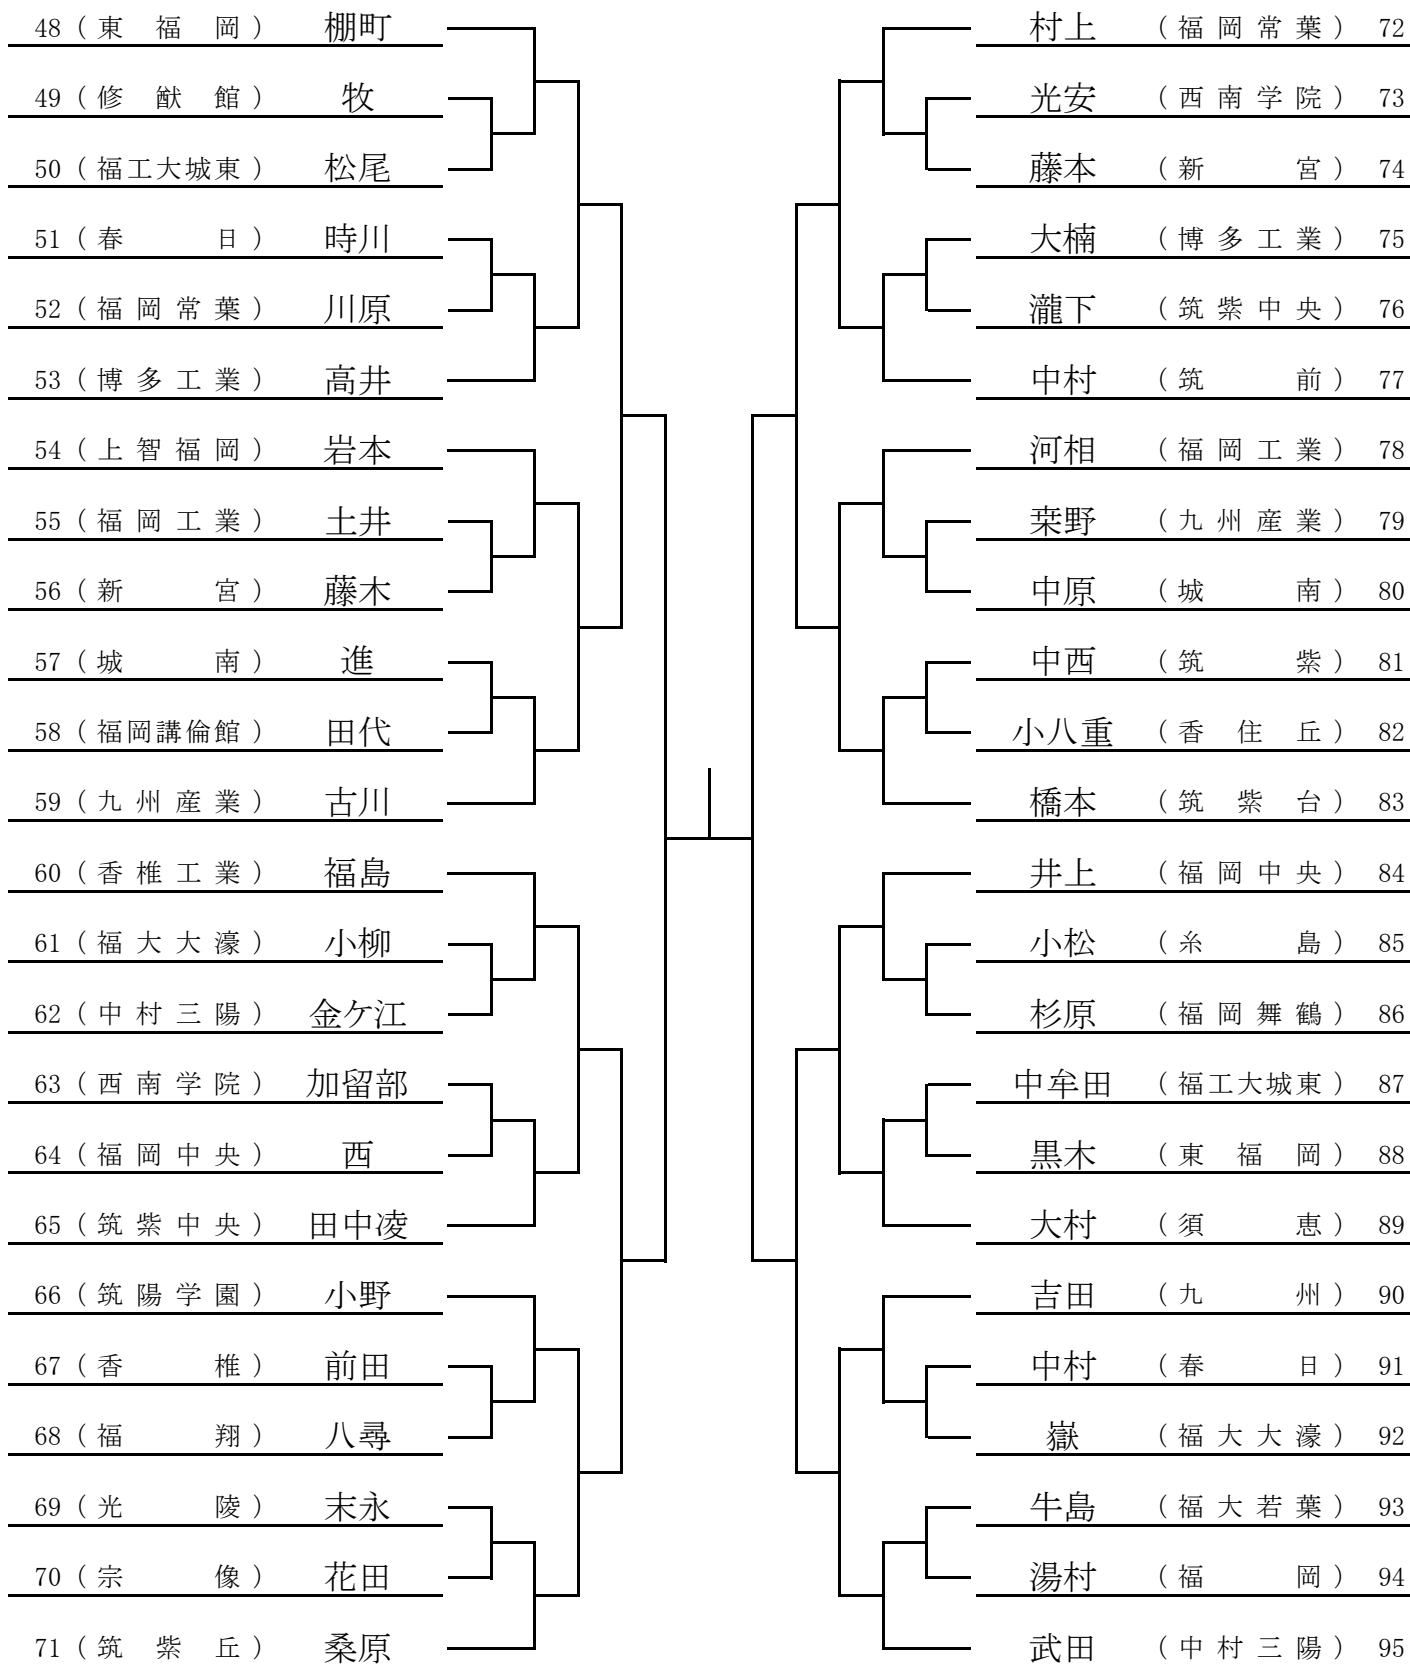 48 (東福岡) 棚町
49 (修猷館) 牧
50 (福工大城東) 松尾
51 (春日) 時川
52 (福岡常葉) 川原
53 (博多工業) 高井
54 (上智福岡) 岩本
55 (福岡工業) 土井
56 (新宮) 藤木
57 (城南) 進
58 (福岡講倫館) 田代
59 (九州産業) 古川
60 (香椎工業) 福島
61 (福大大濠) 小柳
62 (中村三陽) 金ケ江
63 (西南学院) 加留部
64 (福岡中央) 西
65 (筑紫中央) 田中凌
66 (筑陽学園) 小野
67 (香椎) 前田
68 (福翔) 八尋
69 (光陵) 末永
70 (宗像) 花田
71 (筑紫丘) 桑原
村上 (福岡常葉) 72
光安 (西南学院) 73
藤本 (新宮) 74
大楠 (博多工業) 75
瀧下 (筑紫中央) 76
中村 (筑前) 77
河相 (福岡工業) 78
菜野 (九州産業) 79
中原 (城南) 80
中西 (筑紫) 81
小八重 (香住丘) 82
橋本 (筑紫台) 83
井上 (福岡中央) 84
小松 (糸島) 85
杉原 (福岡舞鶴) 86
中牟田 (福工大城東) 87
黒木 (東福岡) 88
大村 (須恵) 89
吉田 (九州) 90
中村 (春日) 91
嶽 (福大大濠) 92
牛島 (福大若葉) 93
湯村 (福岡) 94
武田 (中村三陽) 95